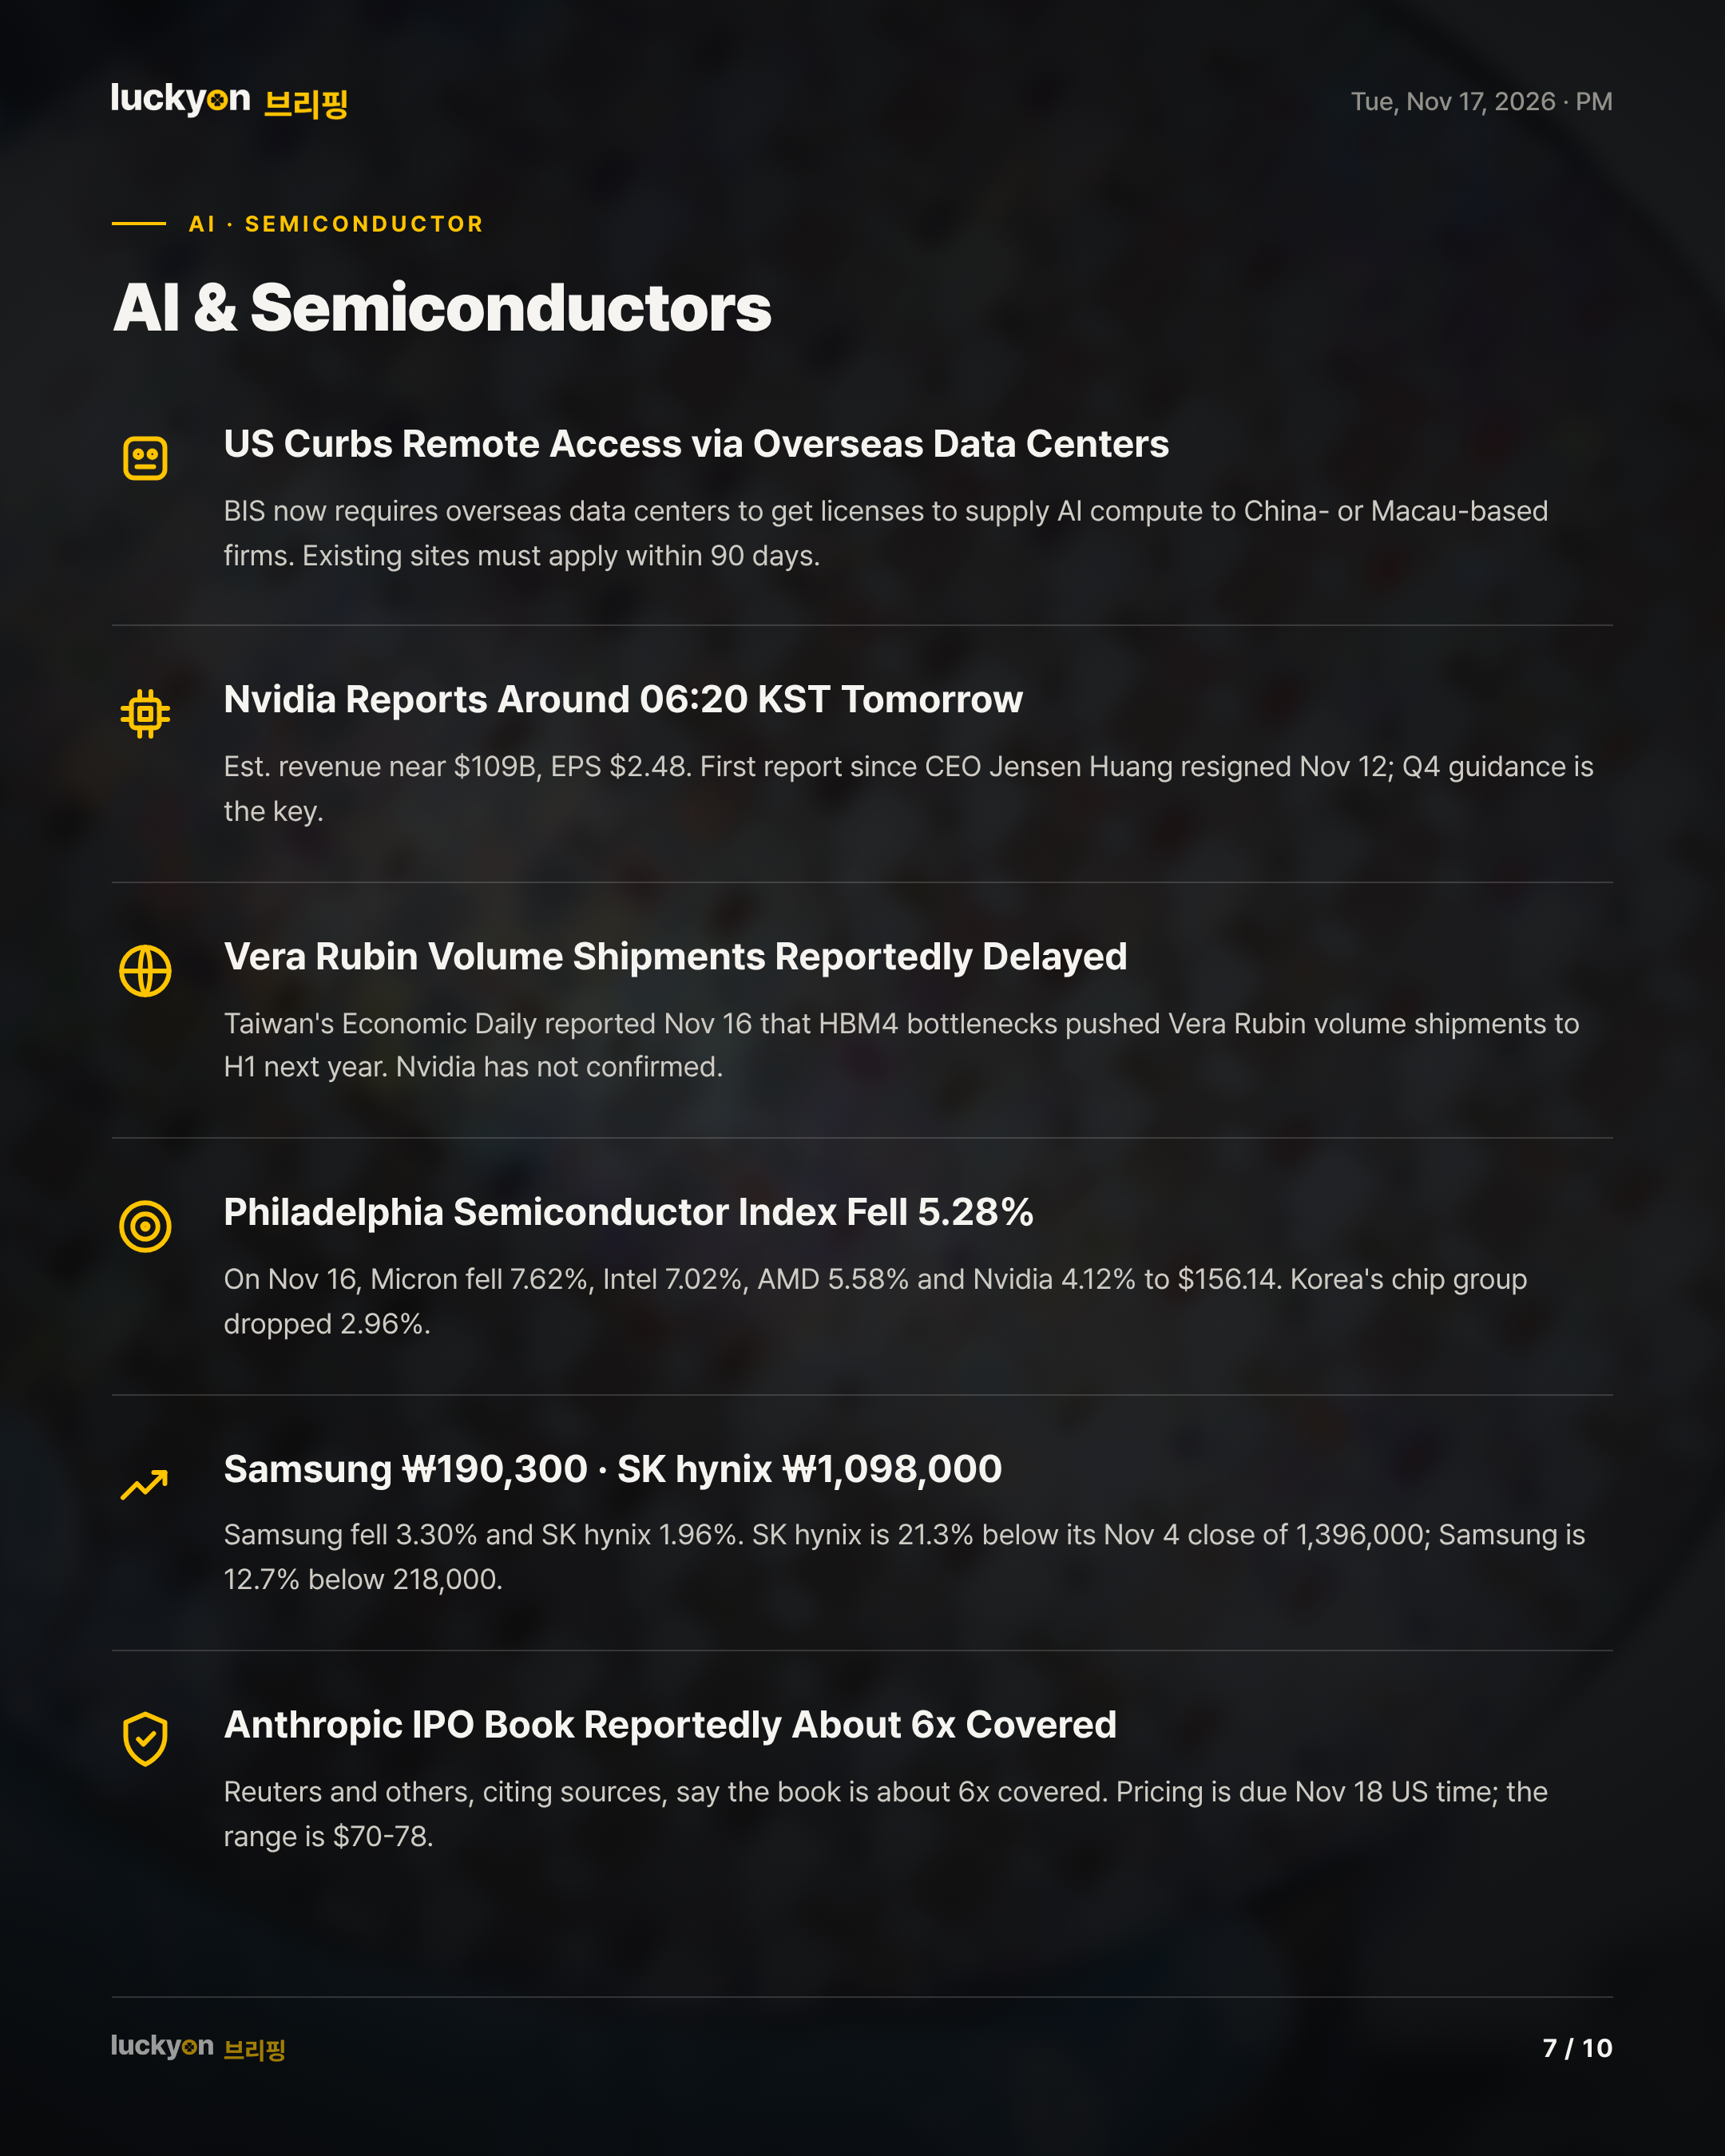 luckyon 브리핑
Tue, Nov 17, 2026 · PM
AI · SEMICONDUCTOR
AI & Semiconductors
US Curbs Remote Access via Overseas Data Centers
BIS now requires overseas data centers to get licenses to supply AI compute to China- or Macau-based
firms. Existing sites must apply within 90 days.
Nvidia Reports Around 06:20 KST Tomorrow
Est. revenue near $109B, EPS $2.48. First report since CEO Jensen Huang resigned Nov 12; Q4 guidance is
the key.
Vera Rubin Volume Shipments Reportedly Delayed
Taiwan's Economic Daily reported Nov 16 that HBM4 bottlenecks pushed Vera Rubin volume shipments to
H1 next year. Nvidia has not confirmed.
Philadelphia Semiconductor Index Fell 5.28%
On Nov 16, Micron fell 7.62%, Intel 7.02%, AMD 5.58% and Nvidia 4.12% to $156.14. Korea's chip group
dropped 2.96%.
Samsung ₩190,300 · SK hynix ₩1,098,000
Samsung fell 3.30% and SK hynix 1.96%. SK hynix is 21.3% below its Nov 4 close of 1,396,000; Samsung is
12.7% below 218,000.
Anthropic IPO Book Reportedly About 6x Covered
Reuters and others, citing sources, say the book is about 6x covered. Pricing is due Nov 18 US time; the
range is $70-78.
luckyon 브리핑
7 / 10